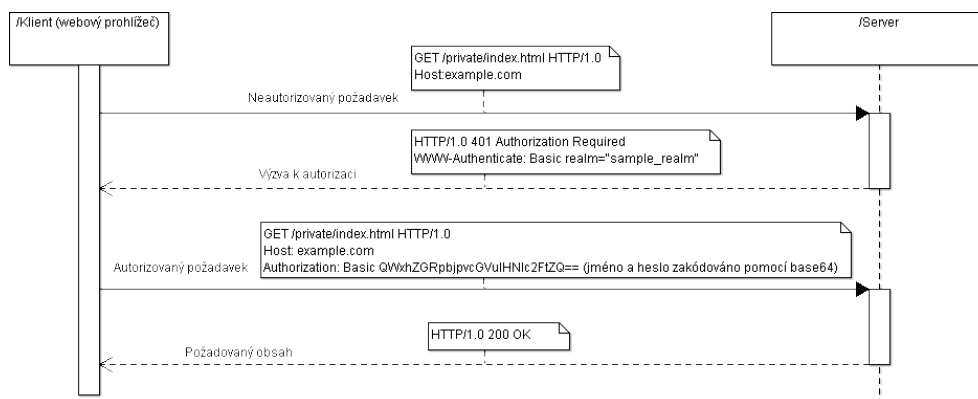 /Klient (webový prohlížeč)
/Server
GET /private/index.html HTTP/1.0
Host:example.com
Neautorizovaný požadavek
HTTP/1.0 401 Authorization Required
WWW-Authenticate: Basic realm="sample_realm"
Výzva k autorizaci
GET /private/index.html HTTP/1.0
Host: example.com
Authorization: Basic QWxhZGRpbjpvcGVuIHNlc2FtZQ== (jméno a heslo zakódováno pomocí base64)
Autorizovaný požadavek
HTTP/1.0 200 OK
Požadovaný obsah